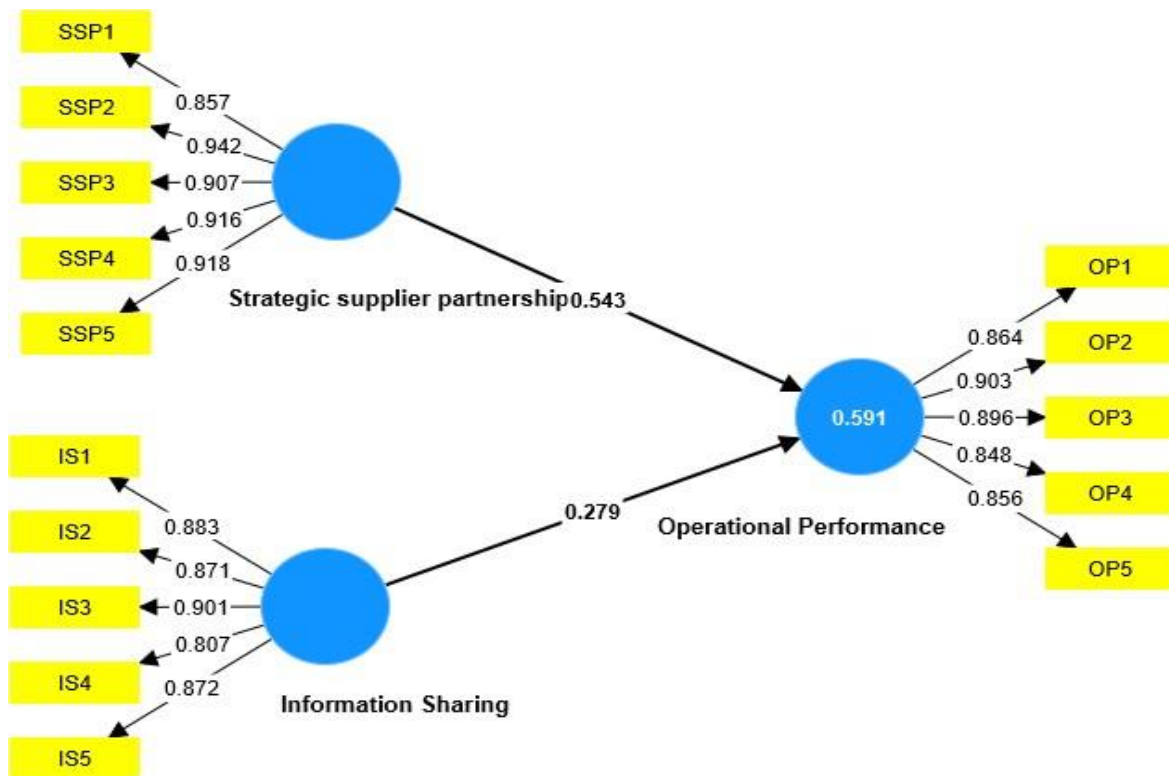 SSP1
SSP2
SSP3
SSP4
SSP5
0.857
0.942
0.907
0.916
0.918
Strategic supplier partnership
0.543
IS1
IS2
IS3
IS4
IS5
0.883
0.871
0.901
0.807
0.872
Information Sharing
0.279
0.591
Operational Performance
0.864
0.903
0.896
0.848
0.856
OP1
OP2
OP3
OP4
OP5